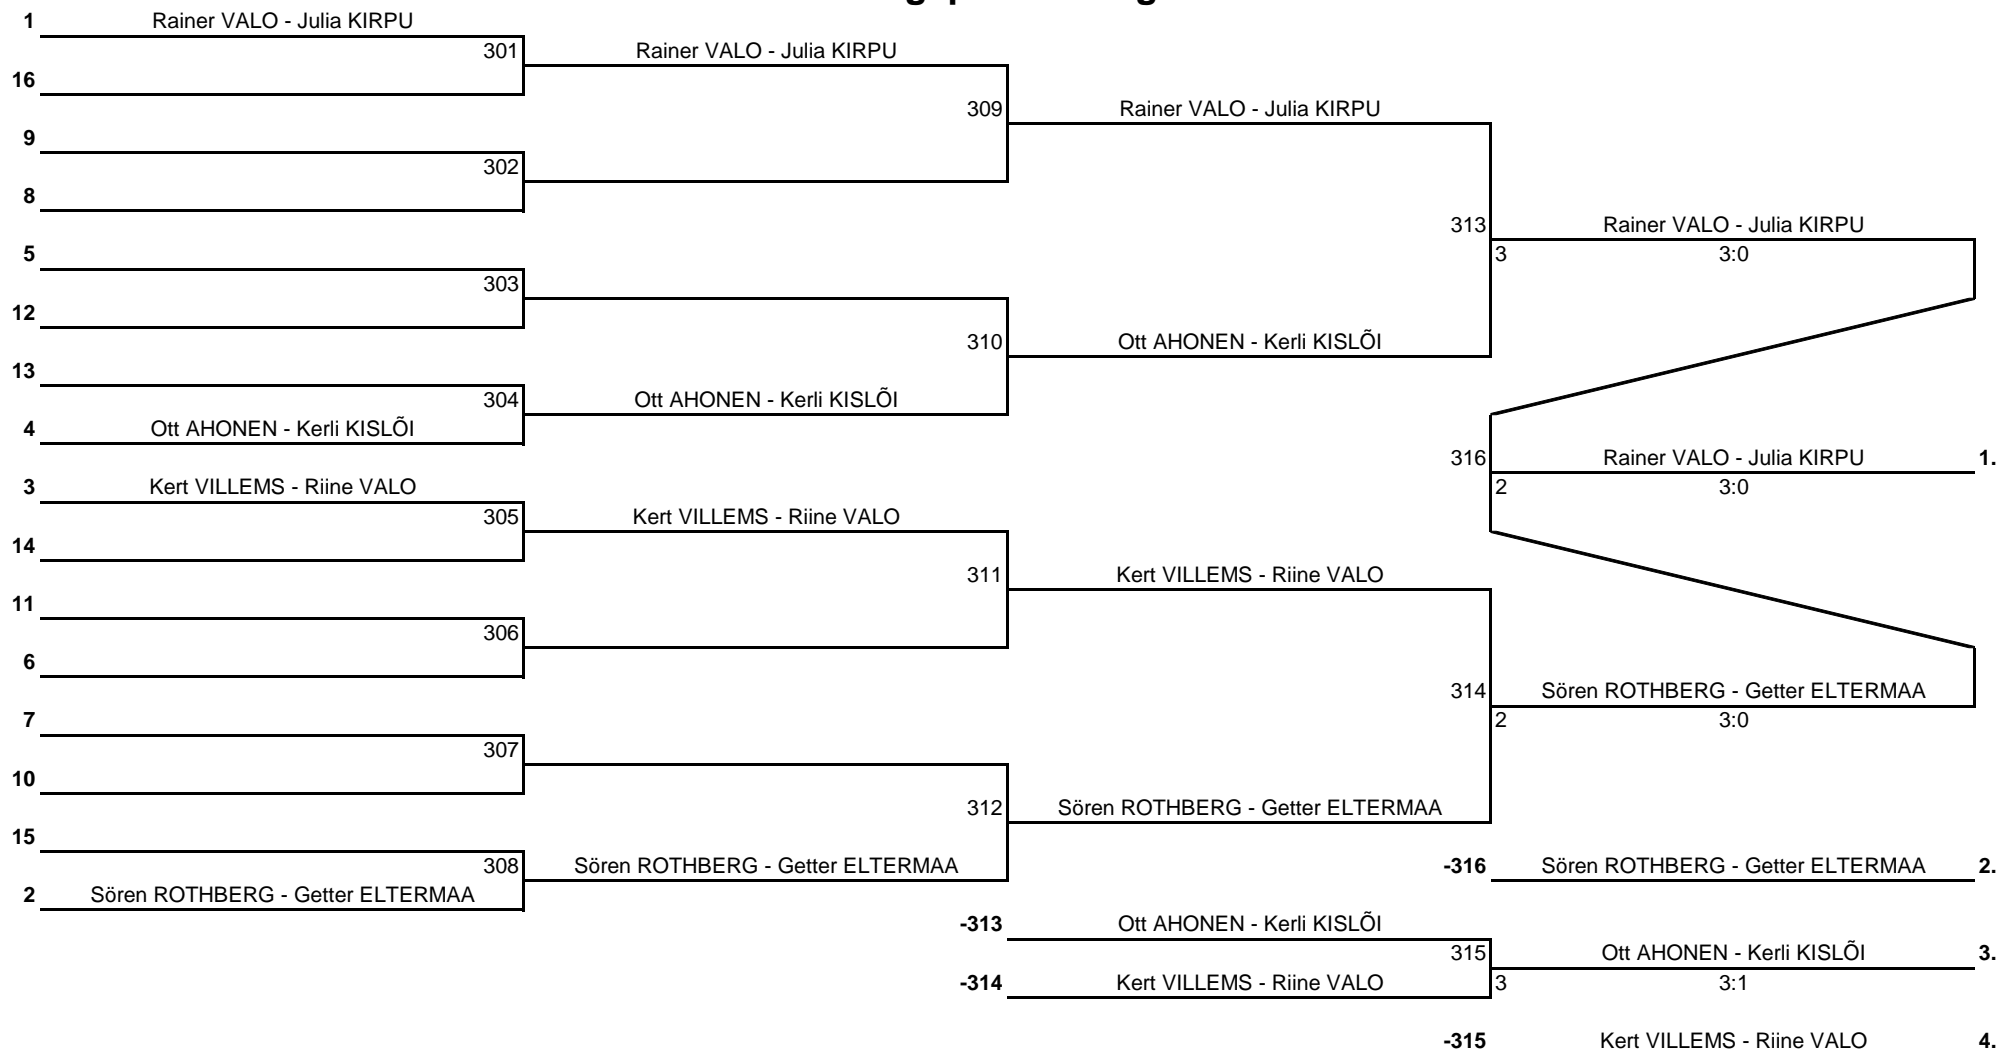 1 Rainer VALO - Julia KIRPU
301 Rainer VALO - Julia KIRPU
16
309 Rainer VALO - Julia KIRPU
9
302
8
313 Rainer VALO - Julia KIRPU
5 3 3:0
303
12
310 Ott AHONEN - Kerli KISLÕI
13
304 Ott AHONEN - Kerli KISLÕI
4 Ott AHONEN - Kerli KISLÕI
316 Rainer VALO - Julia KIRPU 1.
3 Kert VILLEMS - Riine VALO 2 3:0
305 Kert VILLEMS - Riine VALO
14
311 Kert VILLEMS - Riine VALO
11
306
6
314 Sören ROTHBERG - Getter ELTERMAA
7 2 3:0
307
10
312 Sören ROTHBERG - Getter ELTERMAA
15
308 Sören ROTHBERG - Getter ELTERMAA -316 Sören ROTHBERG - Getter ELTERMAA 2.
2 Sören ROTHBERG - Getter ELTERMAA
-313 Ott AHONEN - Kerli KISLÕI
315 Ott AHONEN - Kerli KISLÕI 3.
-314 Kert VILLEMS - Riine VALO 3 3:1
-315 Kert VILLEMS - Riine VALO 4.